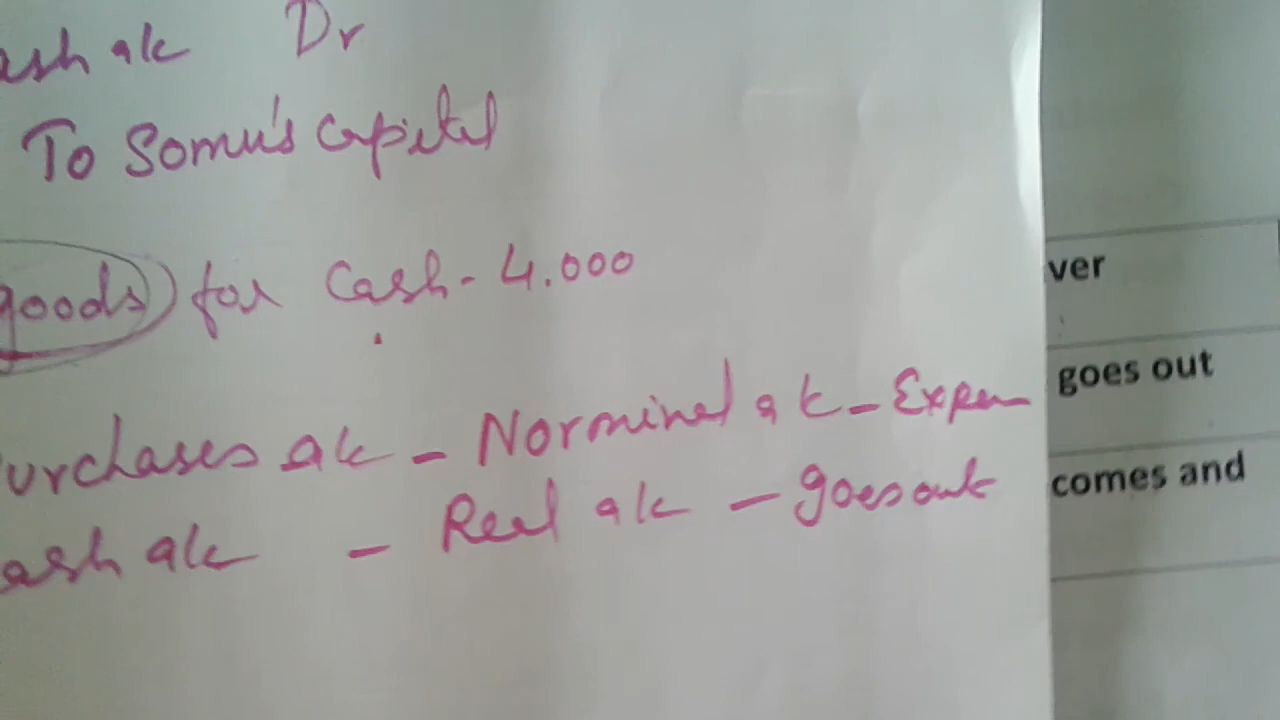 ash a/c Dr
To Somu's Capital
goods) for Cash - 4.000
urchases a/c - Norminal a/c - Expen
ash a/c - Real a/c - goes out
ver
goes out
comes and